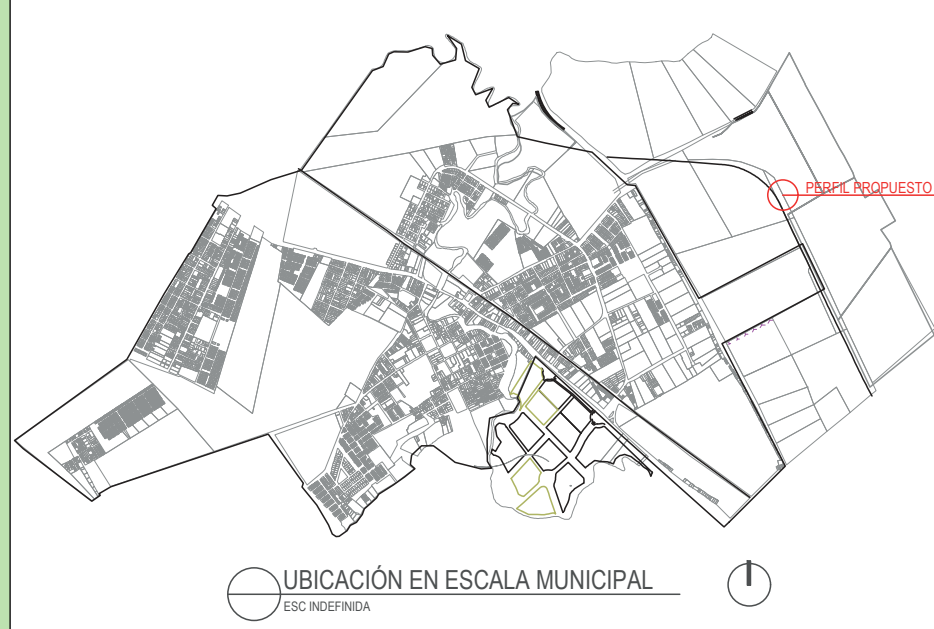 PERFIL PROPUESTO
UBICACIÓN EN ESCALA MUNICIPAL
ESC INDEFINIDA